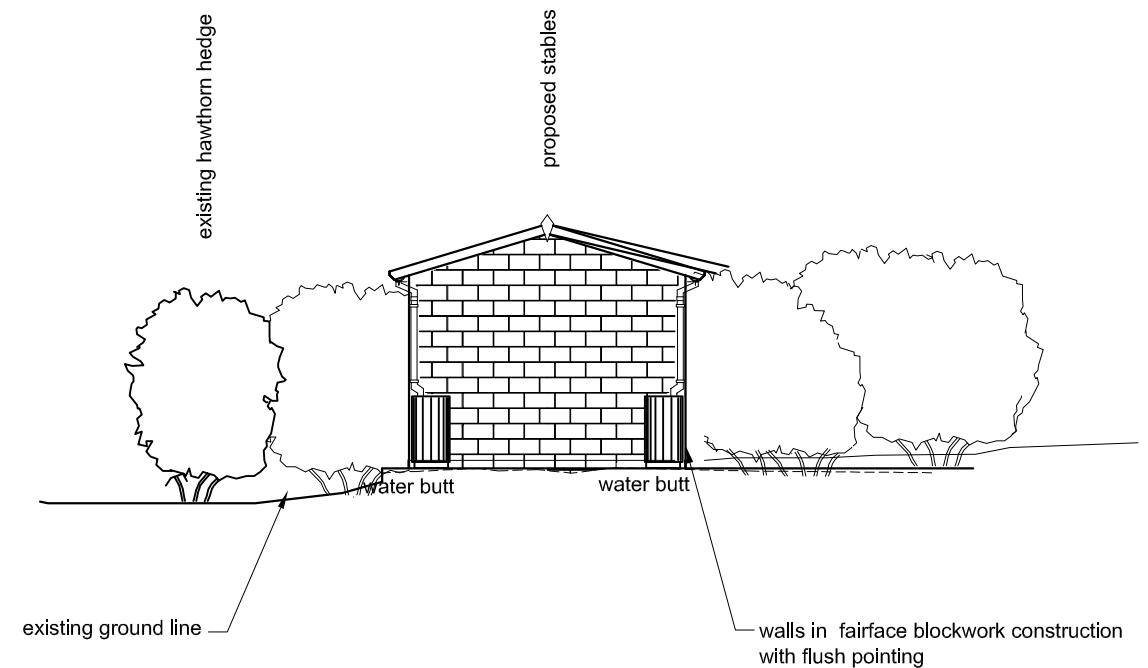 existing hawthorn hedge
proposed stables
water butt
water butt
existing ground line
walls in fairface blockwork construction
with flush pointing